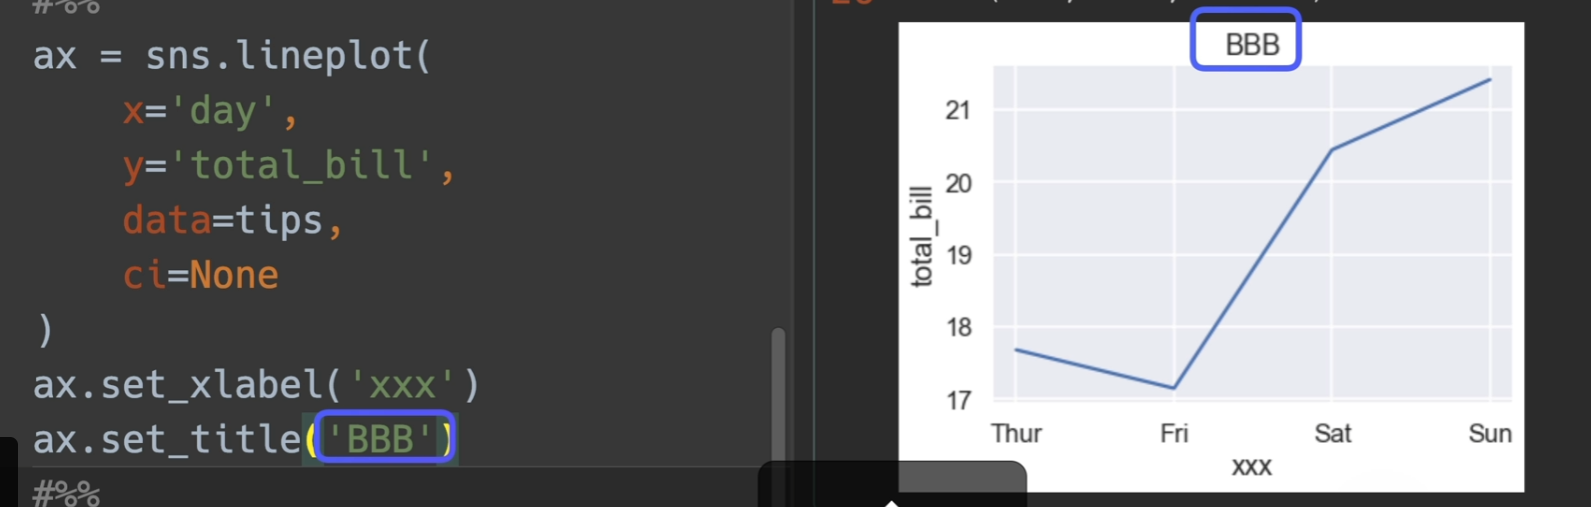 #%%
ax = sns.lineplot(
    x='day',
    y='total_bill',
    data=tips,
    ci=None
)
ax.set_xlabel('xxx')
ax.set_title('BBB')
#%%
BBB
21
20
19
18
17
total_bill
Thur Fri Sat Sun
xxx